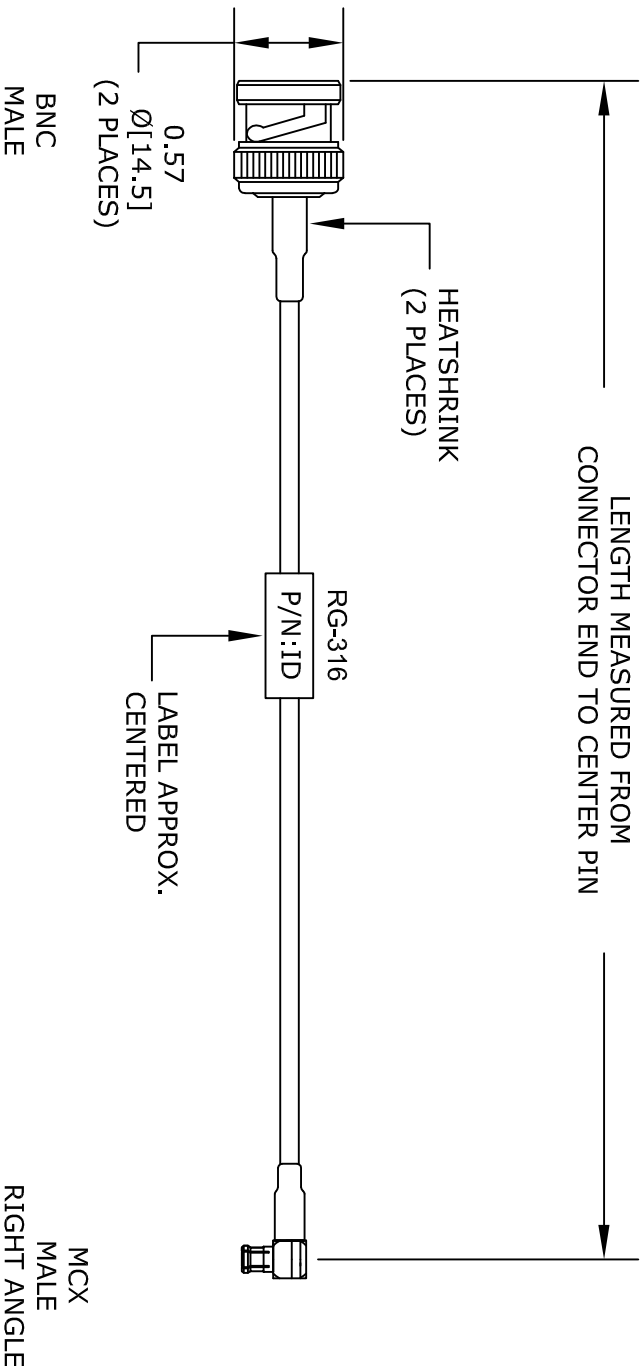 LENGTH MEASURED FROM
CONNECTOR END TO CENTER PIN
HEATSHRINK
(2 PLACES)
RG-316
P/N:ID
LABEL APPROX.
CENTERED
0.57
Ø[14.5]
(2 PLACES)
BNC
MALE
MCX
MALE
RIGHT ANGLE